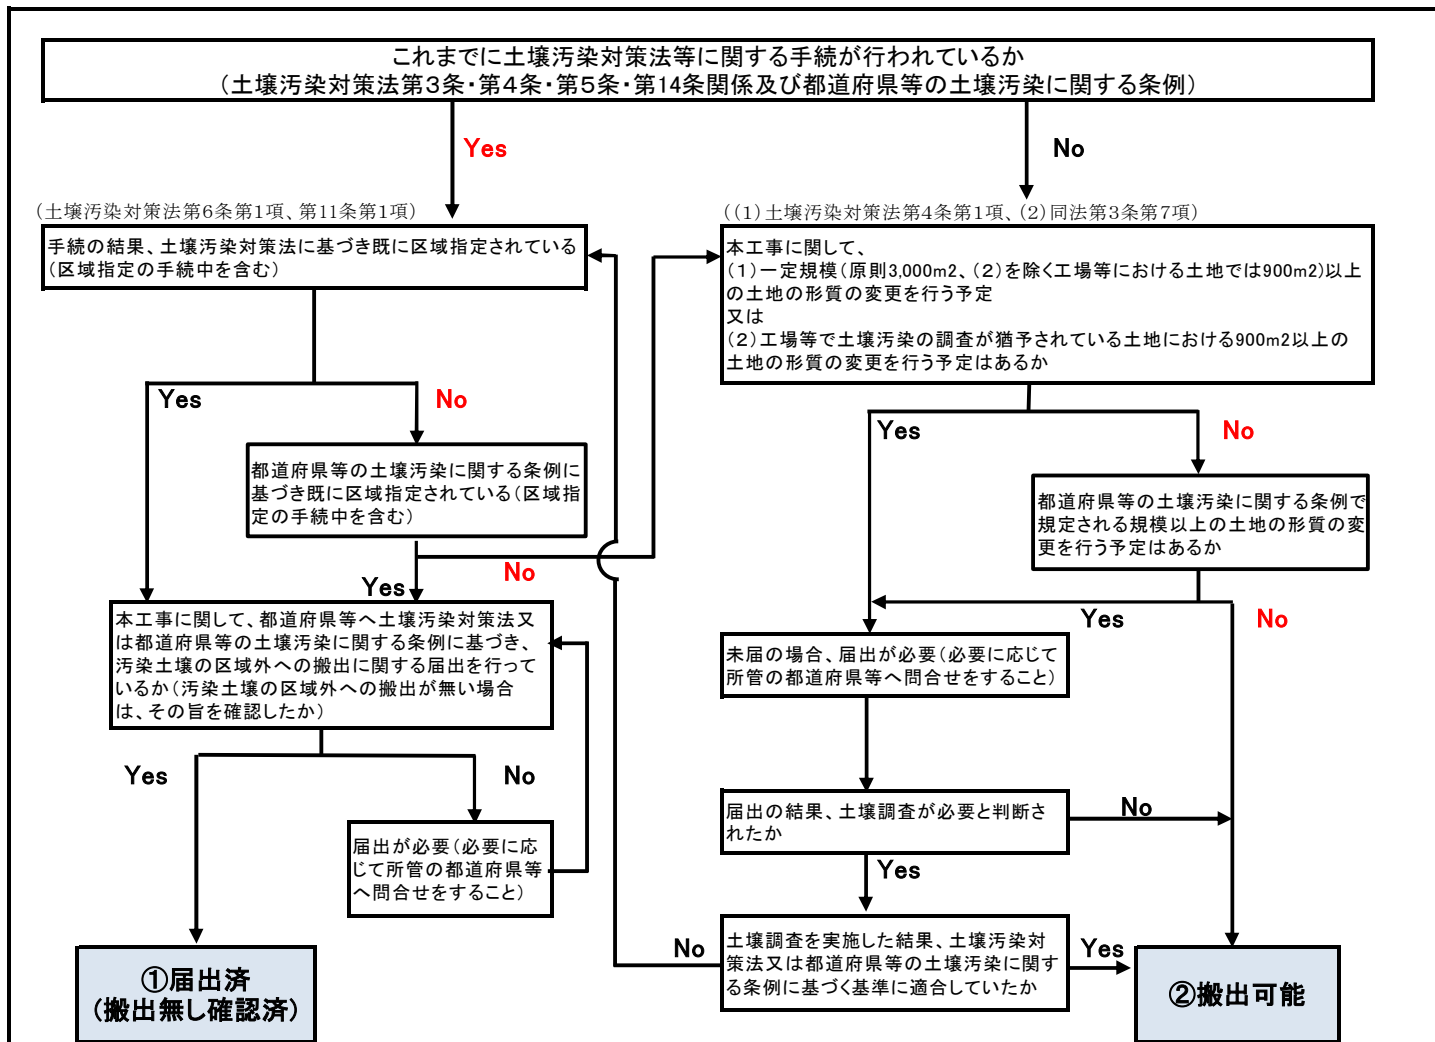 これまでに土壌汚染対策法等に関する手続が行われているか
(土壌汚染対策法第3条・第4条・第5条・第14条関係及び都道府県等の土壌汚染に関する条例)
Yes
No
(土壌汚染対策法第6条第1項、第11条第1項)
手続の結果、土壌汚染対策法に基づき既に区域指定されている
(区域指定の手続中を含む)
((1)土壌汚染対策法第4条第1項、(2)同法第3条第7項)
本工事に関して、
(1)一定規模(原則3,000m2、(2)を除く工場等における土地では900m2)以上
の土地の形質の変更を行う予定
又は
(2)工場等で土壌汚染の調査が猶予されている土地における900m2以上の
土地の形質の変更を行う予定はあるか
Yes
No
都道府県等の土壌汚染に関する条例に
基づき既に区域指定されている(区域指
定の手続中を含む)
Yes
No
Yes
No
都道府県等の土壌汚染に関する条例で
規定される規模以上の土地の形質の変
更を行う予定はあるか
Yes
No
本工事に関して、都道府県等へ土壌汚染対策法又
は都道府県等の土壌汚染に関する条例に基づき、
汚染土壌の区域外への搬出に関する届出を行って
いるか(汚染土壌の区域外への搬出が無い場合
は、その旨を確認したか)
Yes
No
届出が必要(必要に応
じて所管の都道府県等
へ問合せをすること)
未届の場合、届出が必要(必要に応じて
所管の都道府県等へ問合せをすること)
届出の結果、土壌調査が必要と判断さ
れたか
No
Yes
土壌調査を実施した結果、土壌汚染対
策法又は都道府県等の土壌汚染に関す
る条例に基づく基準に適合していたか
No
Yes
①届出済
(搬出無し確認済)
②搬出可能